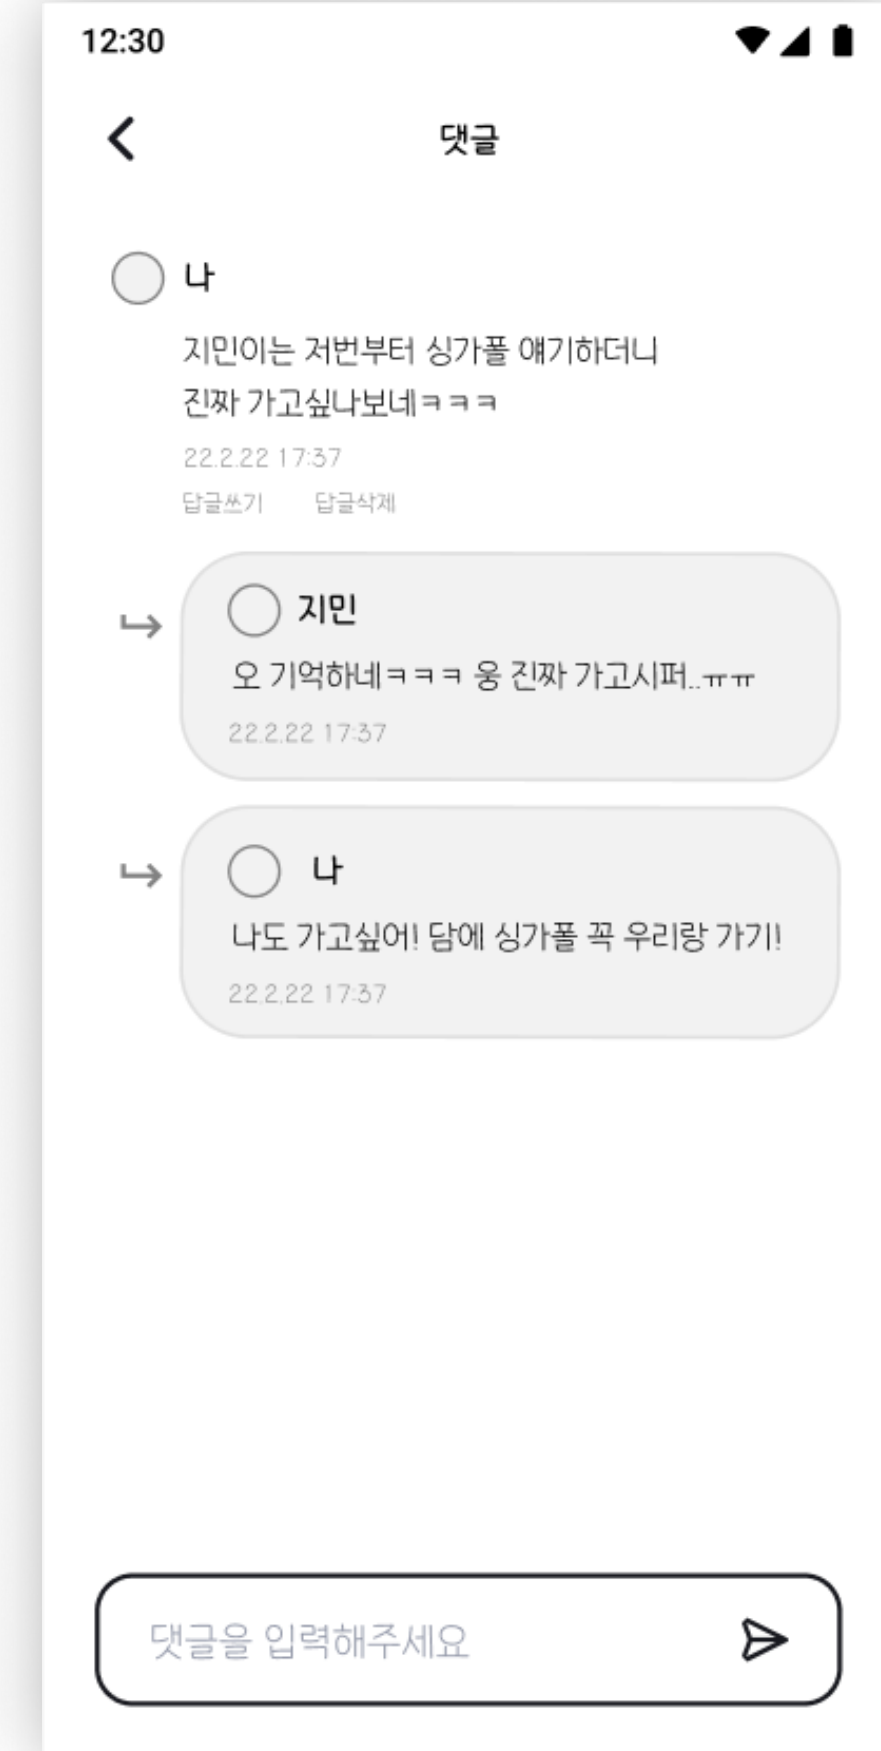 12:30
댓글
나
지민이는 저번부터 싱가폴 얘기하더니
진짜 가고싶나보네ㅋㅋㅋ
22.2.22 17:37
답글쓰기 답글삭제
지민
오 기억하네ㅋㅋㅋ 웅 진짜 가고시퍼..ㅠㅠ
22.2.22 17:37
나
나도 가고싶어! 담에 싱가폴 꼭 우리랑 가기!
22.2.22 17:37
댓글을 입력해주세요